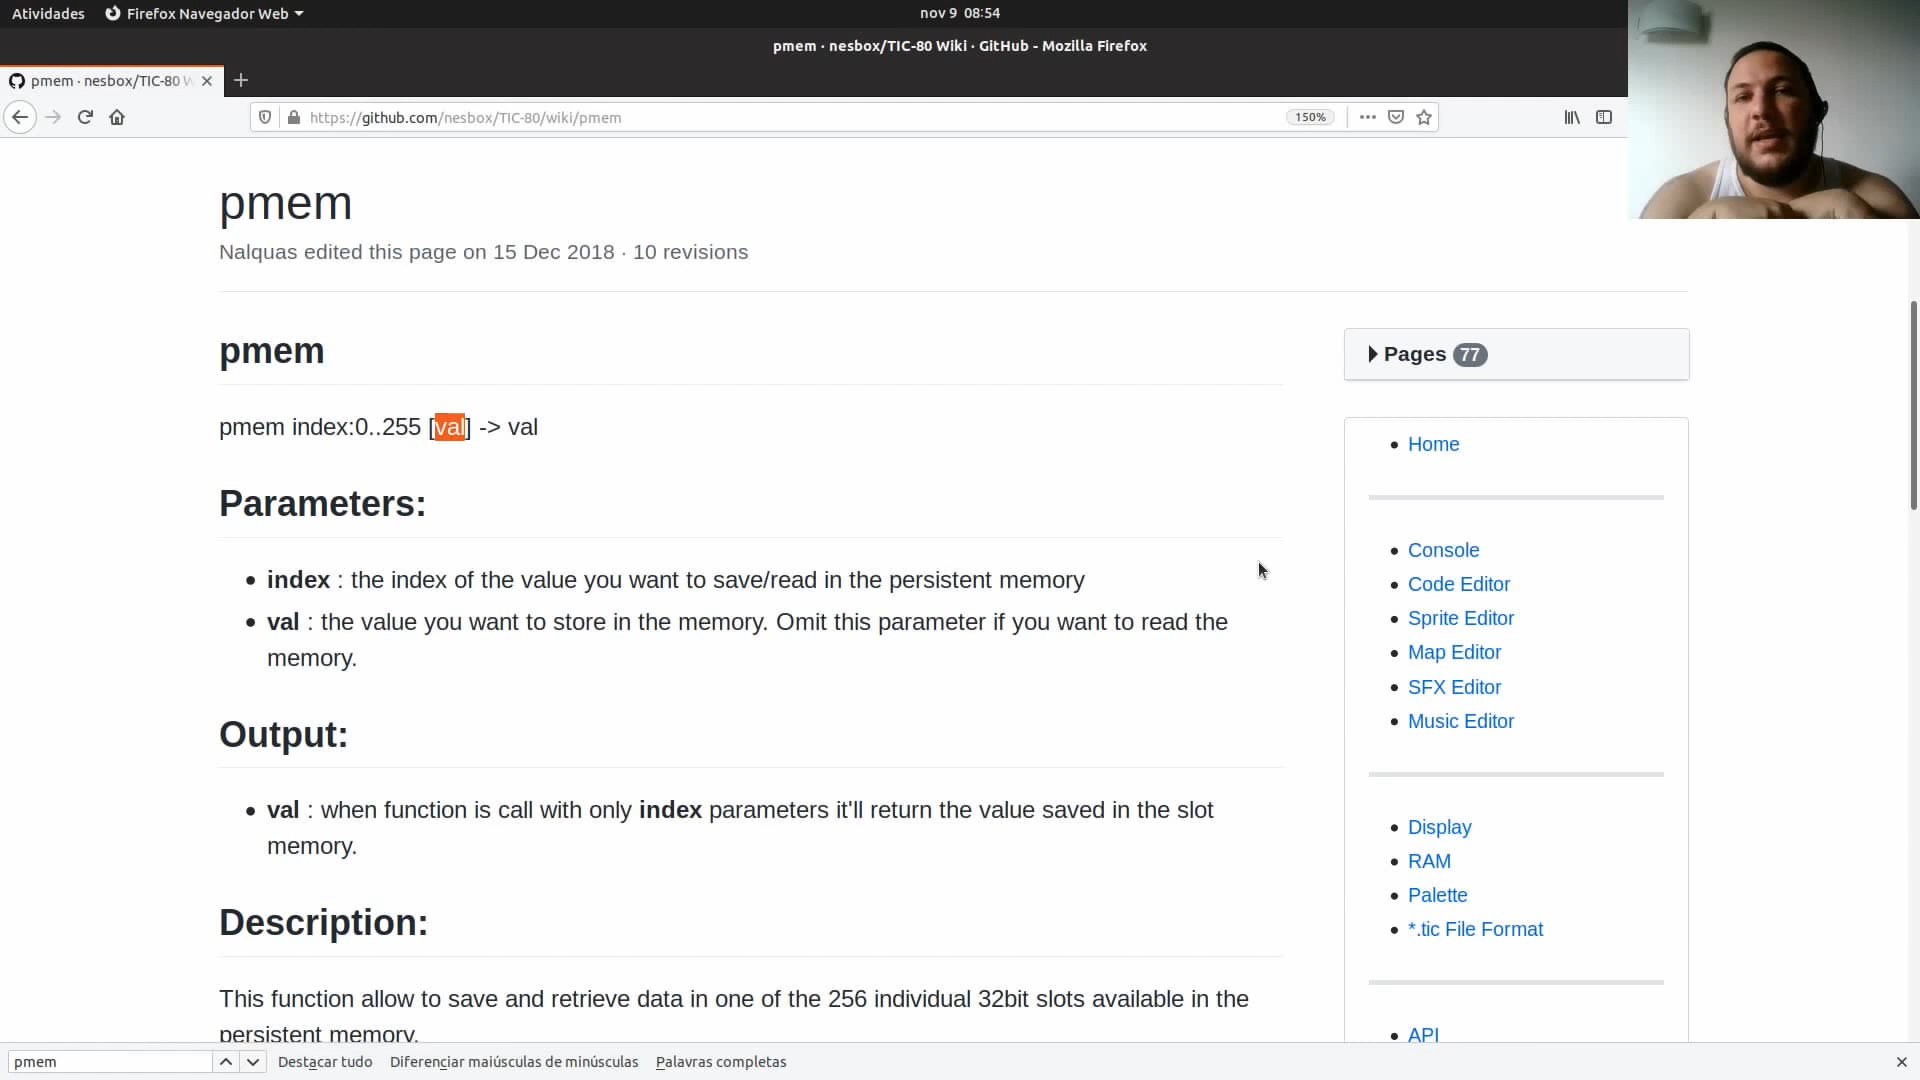 Atividades
Firefox Navegador Web
nov 9 08:54
pmem · nesbox/TIC-80 Wiki · GitHub - Mozilla Firefox
pmem · nesbox/TIC-80 W
https://github.com/nesbox/TIC-80/wiki/pmem
150%
pmem
Nalquas edited this page on 15 Dec 2018 · 10 revisions
pmem
pmem index:0..255 [val] -> val
Parameters:
• index : the index of the value you want to save/read in the persistent memory
• val : the value you want to store in the memory. Omit this parameter if you want to read the
memory.
Output:
• val : when function is call with only index parameters it'll return the value saved in the slot
memory.
Description:
This function allow to save and retrieve data in one of the 256 individual 32bit slots available in the
persistent memory.
Pages 77
• Home
• Console
• Code Editor
• Sprite Editor
• Map Editor
• SFX Editor
• Music Editor
• Display
• RAM
• Palette
• *.tic File Format
• API
pmem
Destacar tudo
Diferenciar maiúsculas de minúsculas
Palavras completas